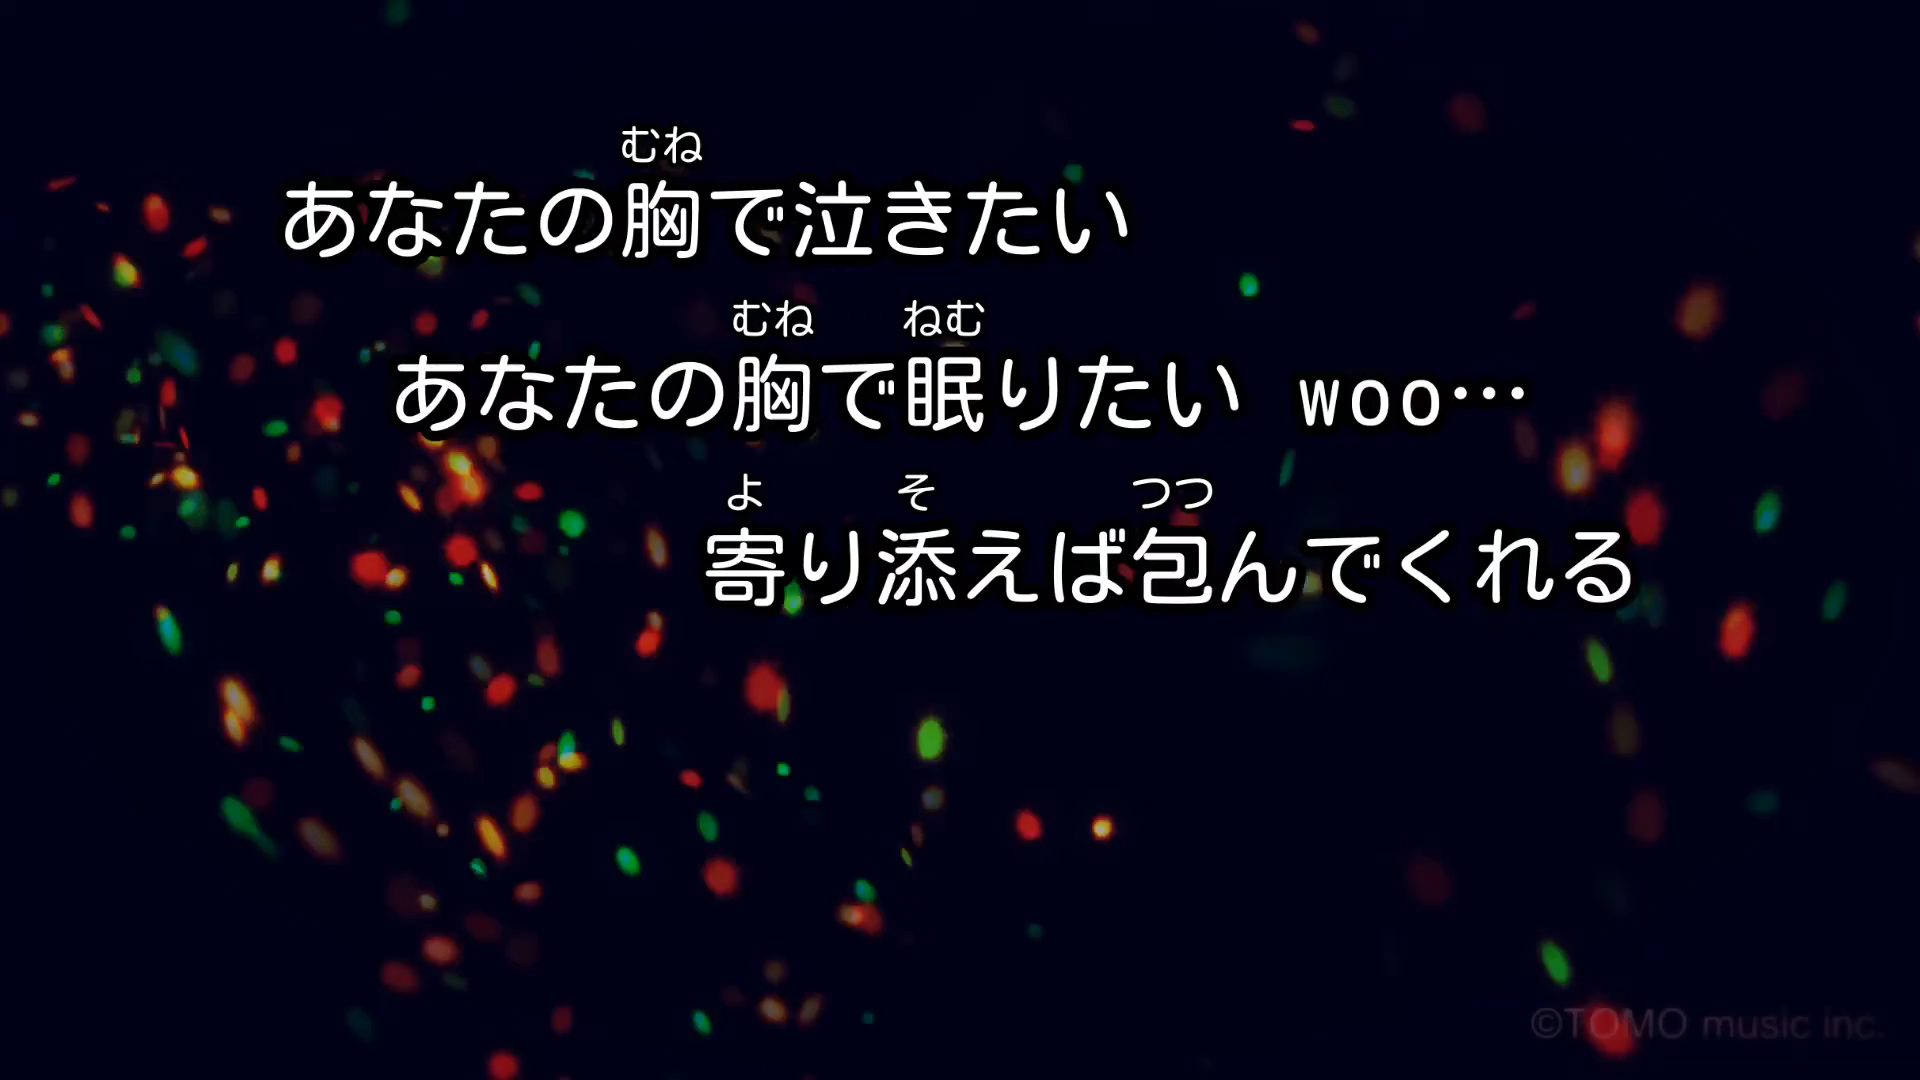 むね
あなたの胸で泣きたい
むね ねむ
あなたの胸で眠りたい woo…
よ そ つつ
寄り添えば包んでくれる
©TOMO music inc.